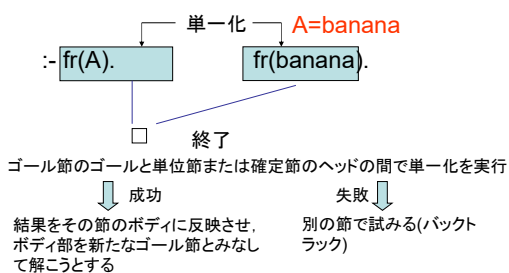 単一化 A=banana
:- fr(A). fr(banana).
□ 終了
ゴール節のゴールと単位節または確定節のヘッドの間で単一化を実行
成功 失敗
結果をその節のボディに反映させ,
ボディ部を新たなゴール節とみなし
て解こうとする
別の節で試みる(バックト
ラック)